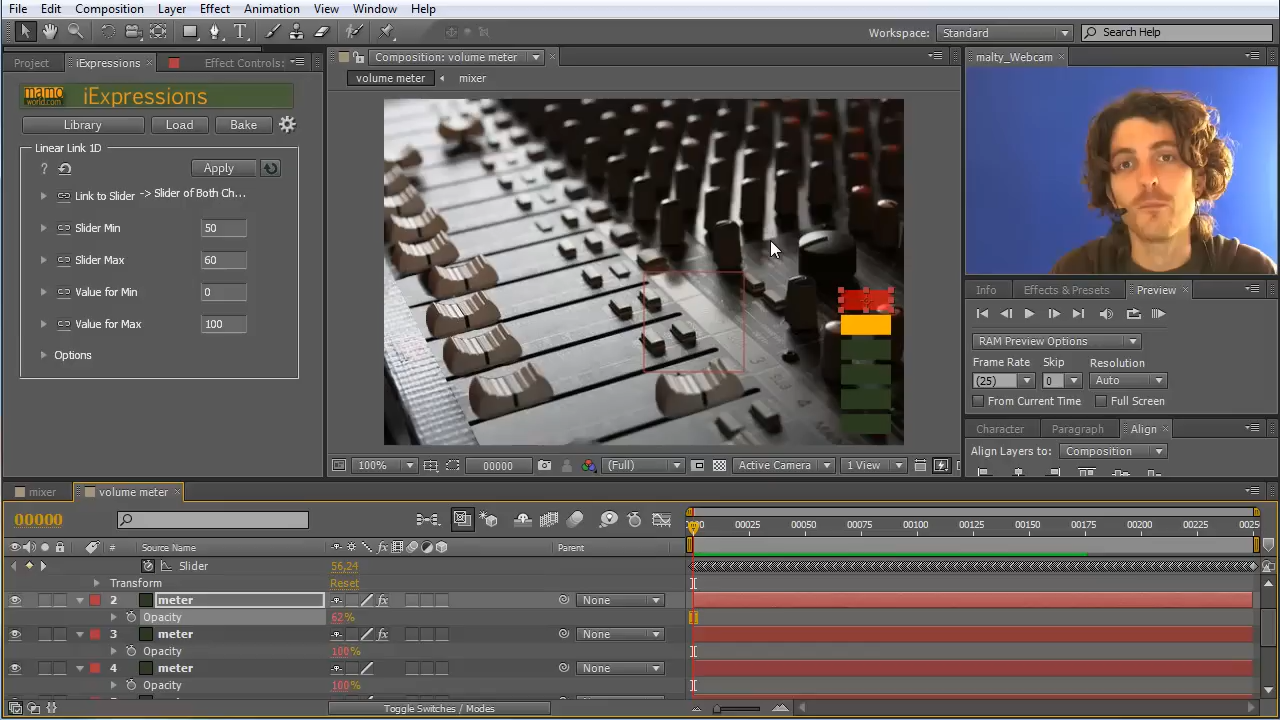 File Edit Composition Layer Effect Animation View Window Help
Workspace: Standard Search Help
Project iExpressions Effect Controls:
Composition: volume meter
malty_Webcam
volume meter mixer
mamo world.com iExpressions
Library Load Bake
Linear Link 1D
? Apply
Link to Slider -> Slider of Both Ch...
Slider Min 50
Slider Max 60
Value for Min 0
Value for Max 100
Options
Info Effects & Presets Preview
RAM Preview Options
Frame Rate Skip Resolution
(25) 0 Auto
From Current Time Full Screen
Character Paragraph Align
Align Layers to: Composition
100% 00000 (Full) Active Camera 1 View
mixer volume meter
00000
00025 00050 00075 00100 00125 00150 00175 00200 00225 0025
# Source Name Parent
Slider 56,24
Transform Reset
2 meter fx None
Opacity 62%
3 meter fx None
Opacity 100%
4 meter None
Opacity 100%
Toggle Switches / Modes